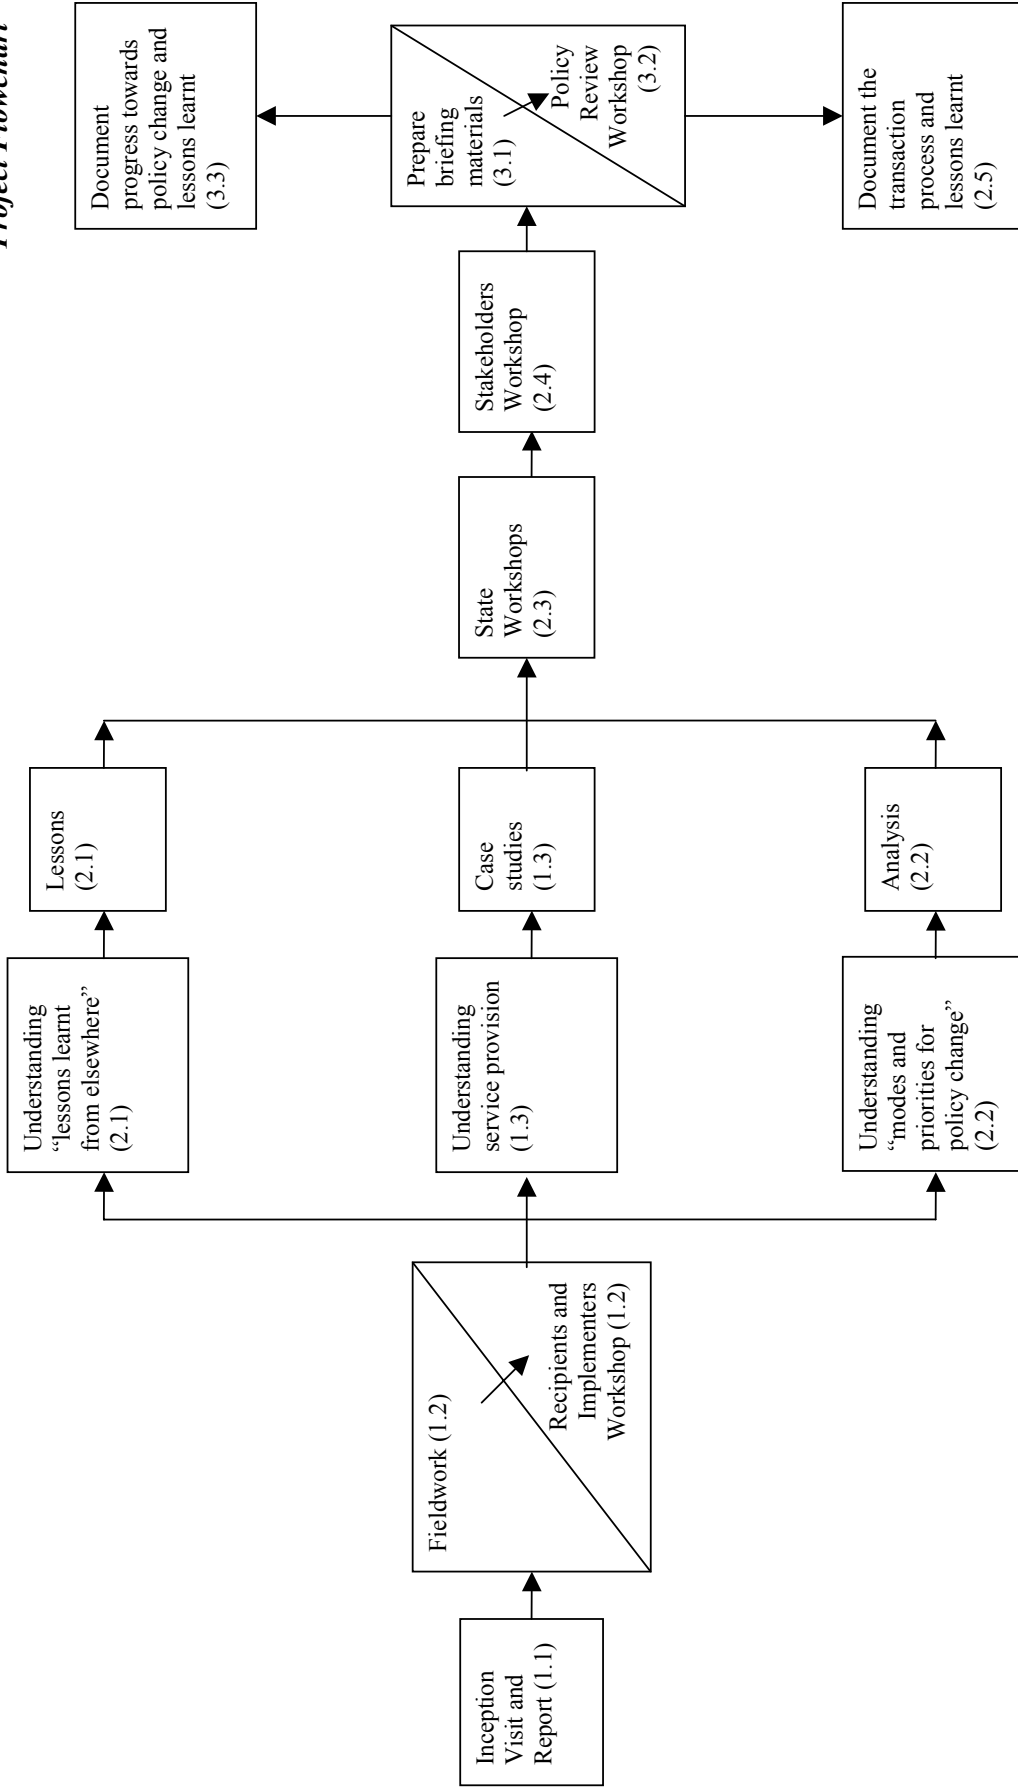 Project Flowchart
Inception
Visit and
Report (1.1)
Fieldwork (1.2)
Recipients and
Implementers
Workshop (1.2)
Understanding
“lessons learnt
from elsewhere”
(2.1)
Understanding
service provision
(1.3)
Understanding
“modes and
priorities for
policy change”
(2.2)
Lessons
(2.1)
Case
studies
(1.3)
Analysis
(2.2)
State
Workshops
(2.3)
Stakeholders
Workshop
(2.4)
Prepare
briefing
materials
(3.1)
Policy
Review
Workshop
(3.2)
Document
progress towards
policy change and
lessons learnt
(3.3)
Document the
transaction
process and
lessons learnt
(2.5)